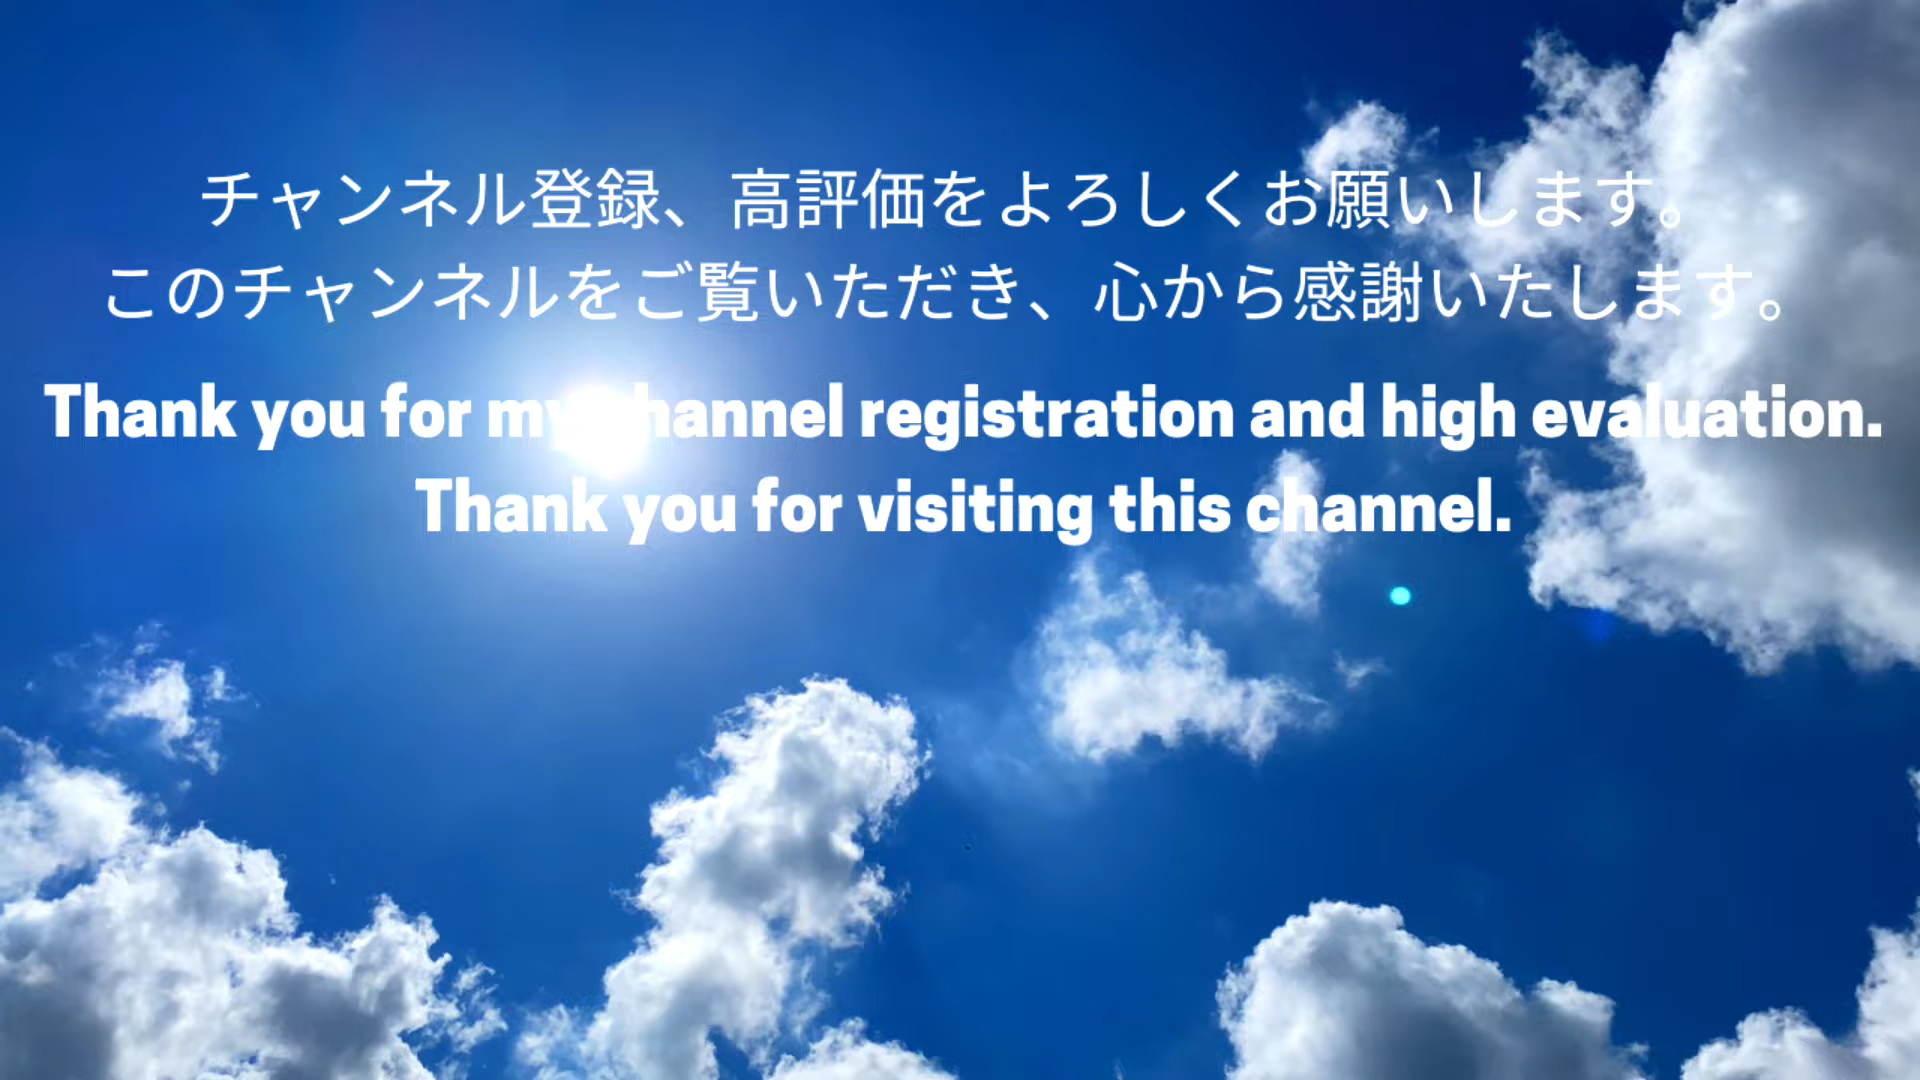 チャンネル登録、高評価をよろしくお願いします。
このチャンネルをご覧いただき、心から感謝いたします。
Thank you for my channel registration and high evaluation.
Thank you for visiting this channel.